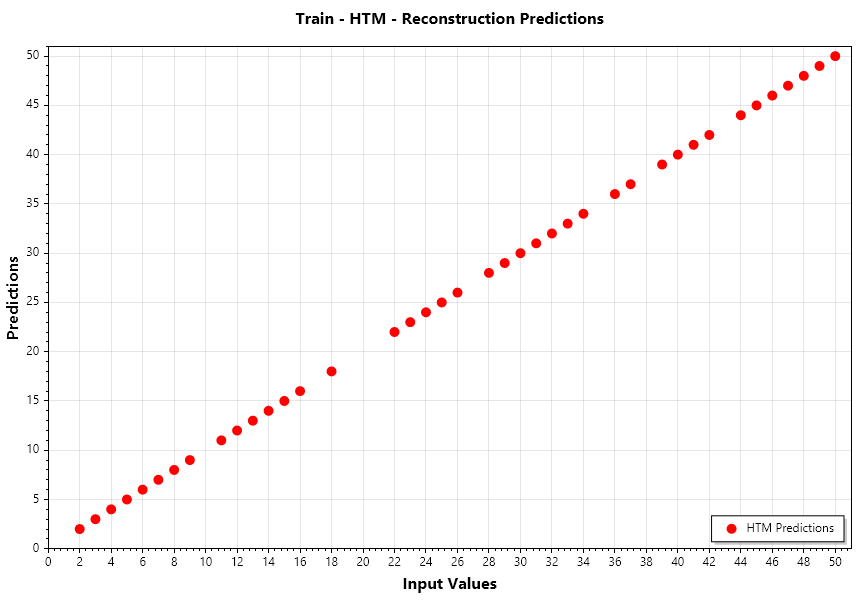 Train - HTM - Reconstruction Predictions
50
45
40
35
30
25
20
15
10
5
0
Predictions
0 2 4 6 8 10 12 14 16 18 20 22 24 26 28 30 32 34 36 38 40 42 44 46 48 50
Input Values
HTM Predictions